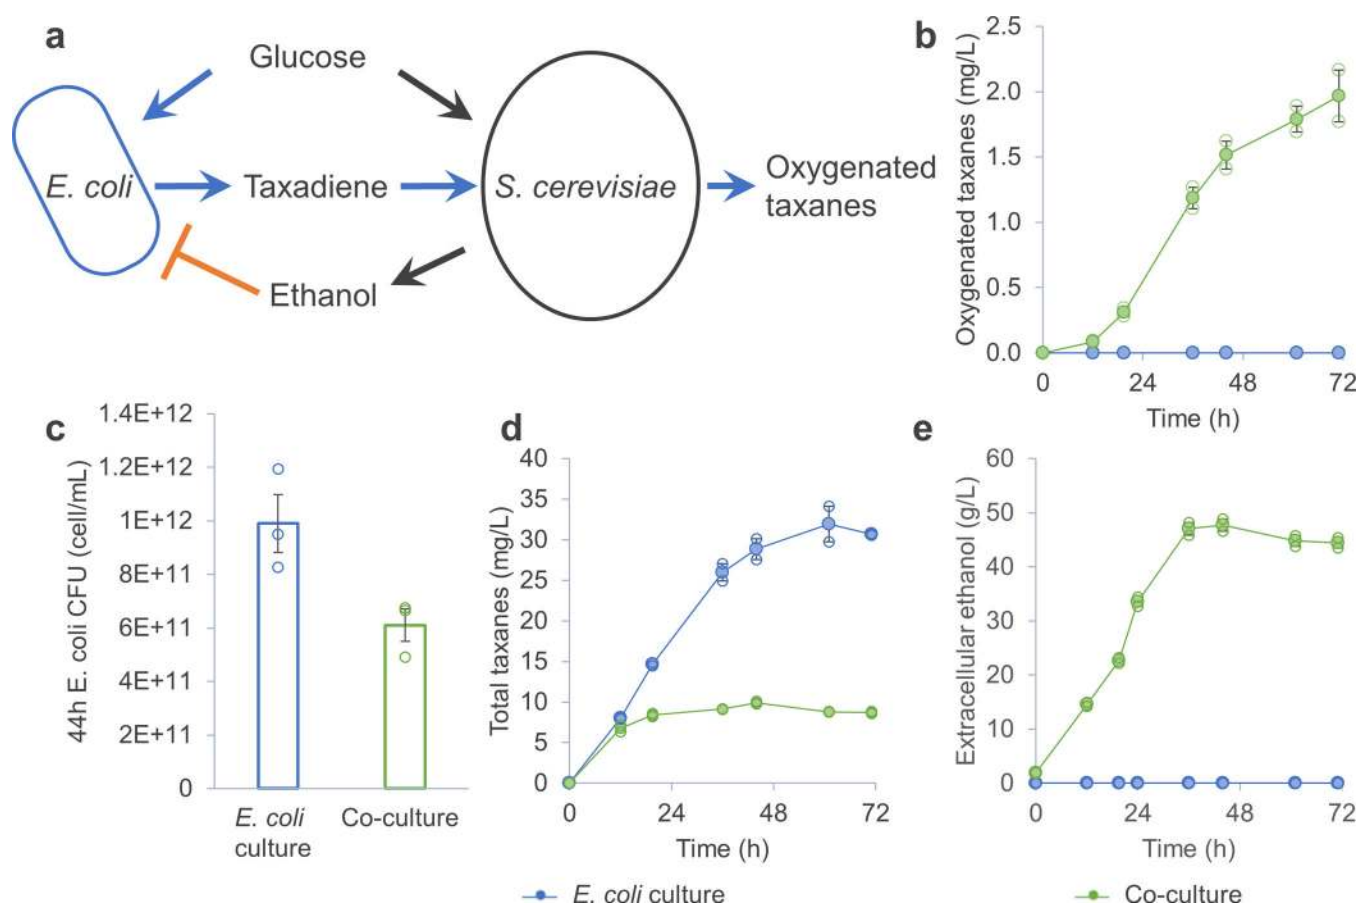 a
Glucose
E. coli
Taxadiene
S. cerevisiae
Oxygenated
taxanes
Ethanol
b
Oxygenated taxanes (mg/L)
2.5
2.0
1.5
1.0
0.5
0.0
0 24 48 72
Time (h)
c
44h E. coli CFU (cell/mL)
1.4E+12
1.2E+12
1E+12
8E+11
6E+11
4E+11
2E+11
0
E. coli
culture
Co-culture
d
Total taxanes (mg/L)
40
35
30
25
20
15
10
5
0
0 24 48 72
Time (h)
e
Extracellular ethanol (g/L)
60
50
40
30
20
10
0
0 24 48 72
Time (h)
E. coli culture
Co-culture